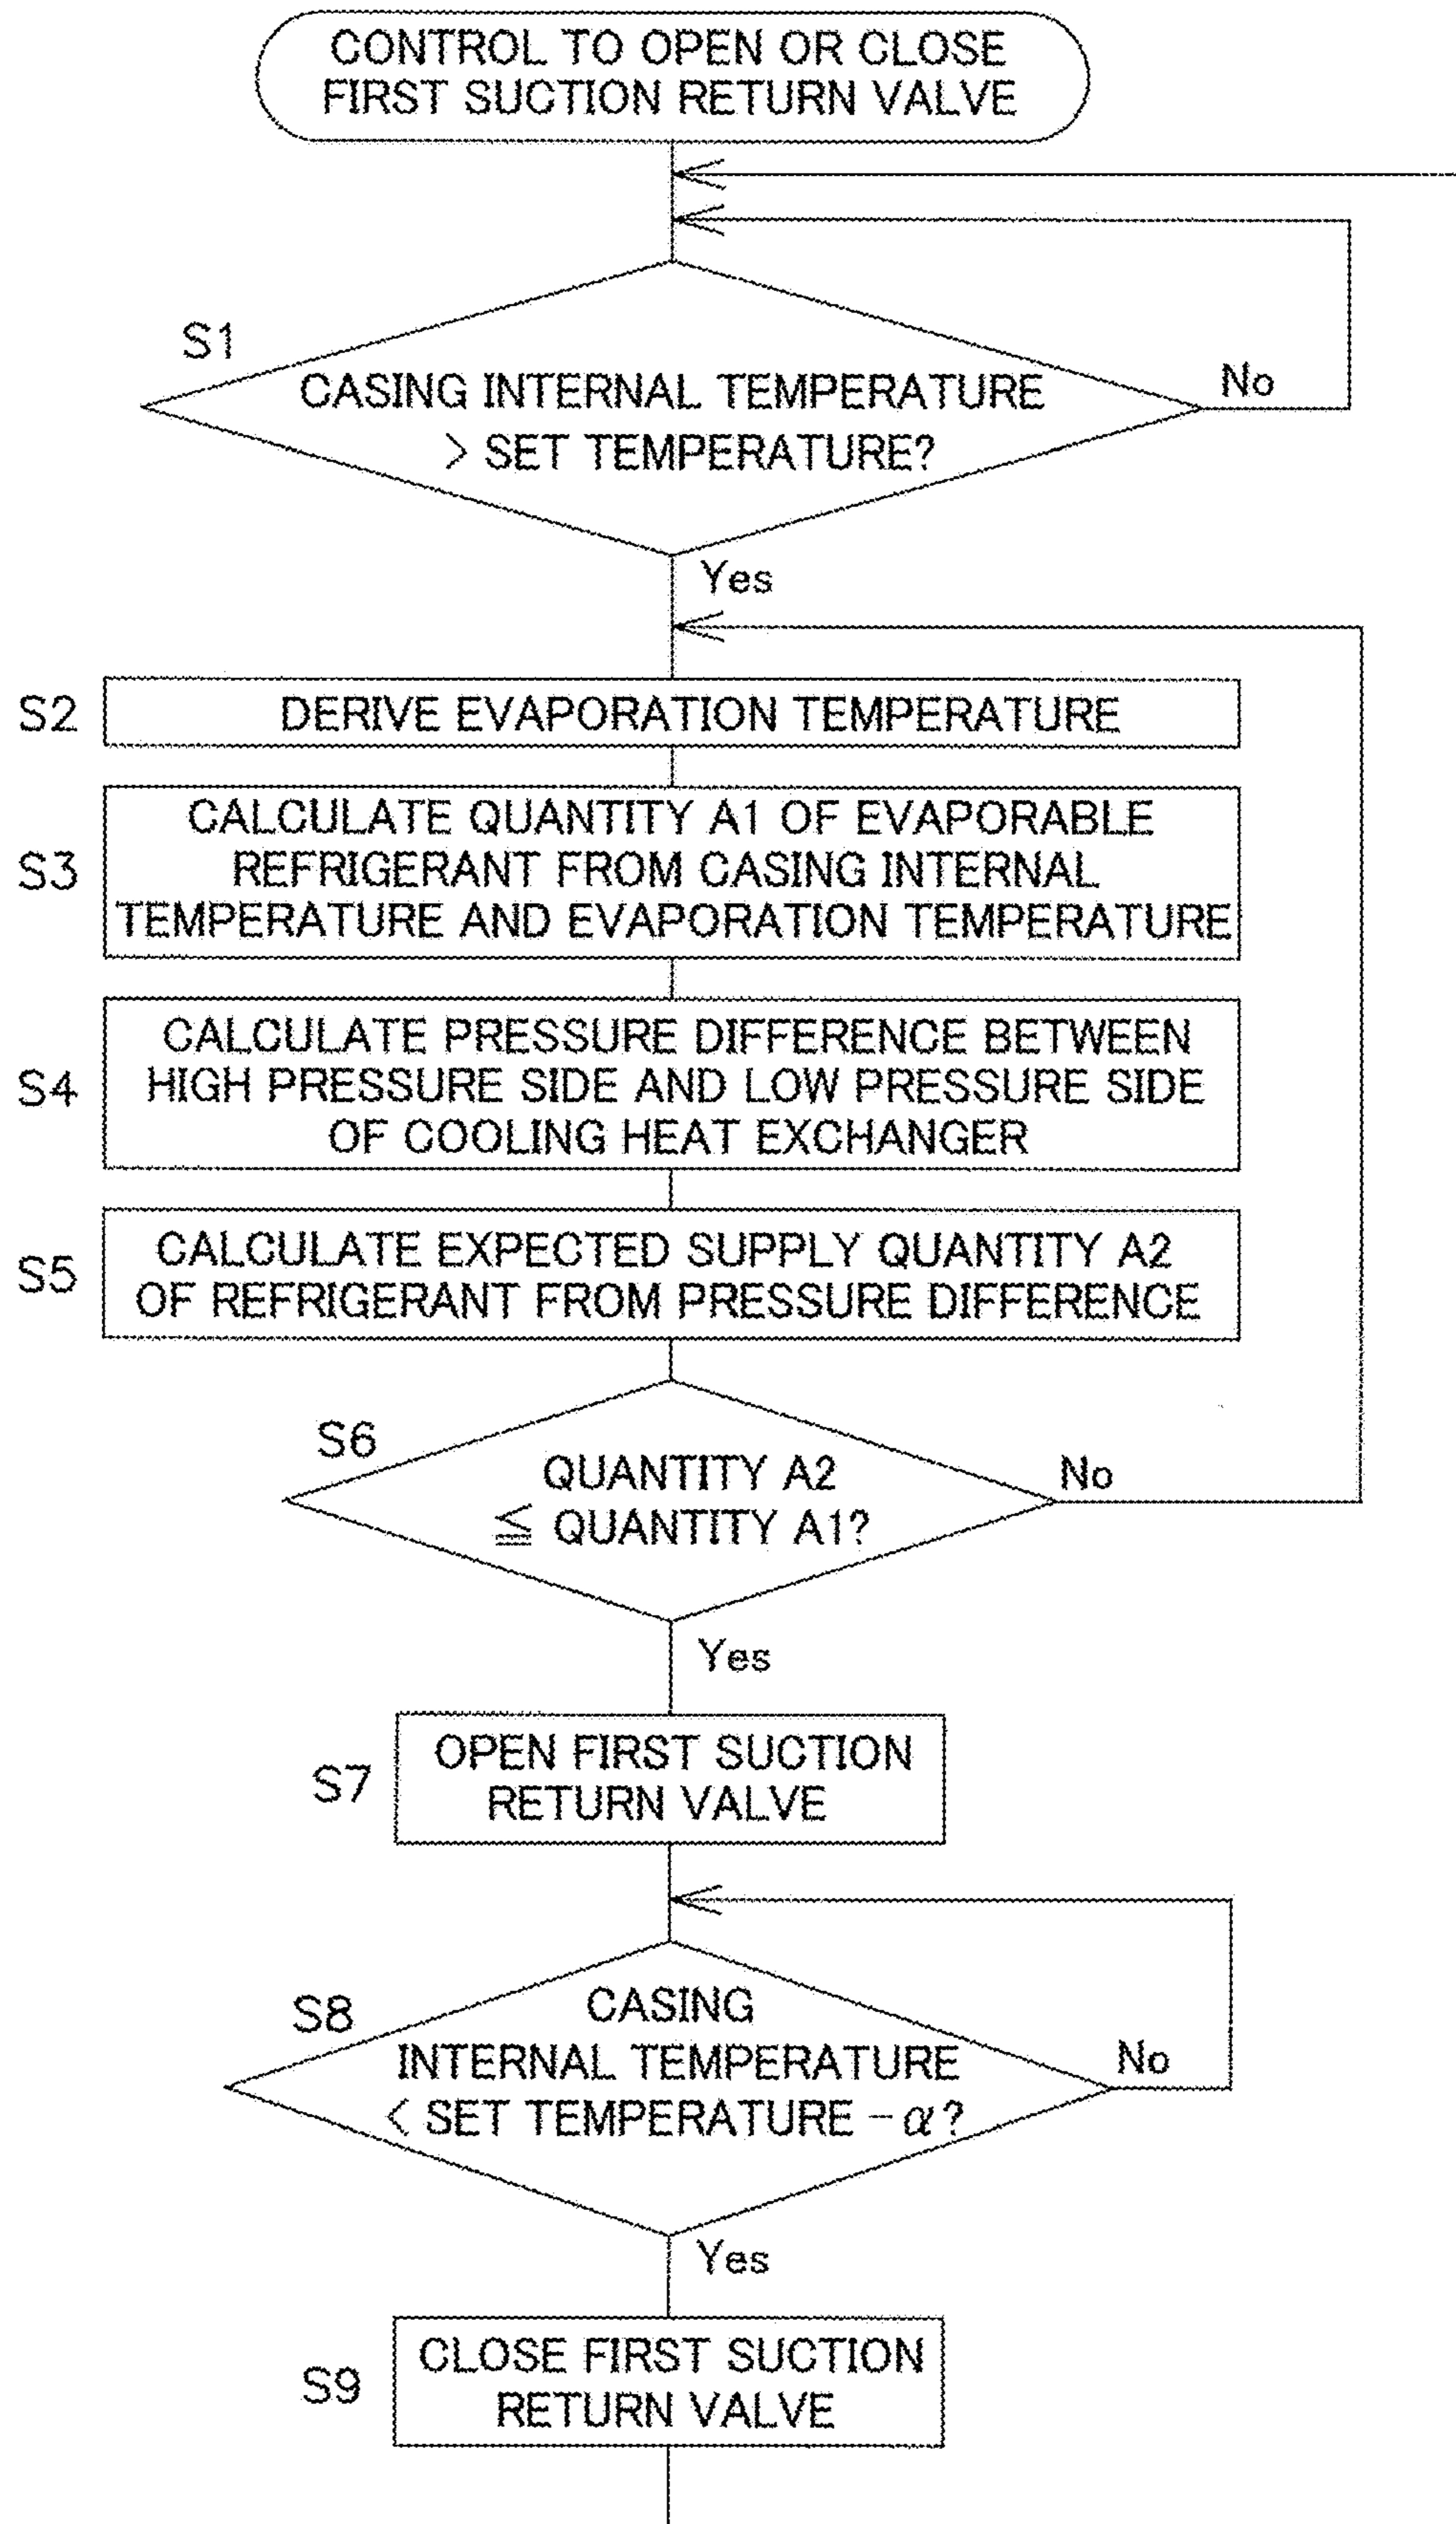 CONTROL TO OPEN OR CLOSE
FIRST SUCTION RETURN VALVE
S1
CASING INTERNAL TEMPERATURE
> SET TEMPERATURE?
No
Yes
S2
DERIVE EVAPORATION TEMPERATURE
S3
CALCULATE QUANTITY A1 OF EVAPORABLE
REFRIGERANT FROM CASING INTERNAL
TEMPERATURE AND EVAPORATION TEMPERATURE
S4
CALCULATE PRESSURE DIFFERENCE BETWEEN
HIGH PRESSURE SIDE AND LOW PRESSURE SIDE
OF COOLING HEAT EXCHANGER
S5
CALCULATE EXPECTED SUPPLY QUANTITY A2
OF REFRIGERANT FROM PRESSURE DIFFERENCE
S6
QUANTITY A2
≦ QUANTITY A1?
No
Yes
S7
OPEN FIRST SUCTION
RETURN VALVE
S8
CASING
INTERNAL TEMPERATURE
< SET TEMPERATURE −α?
No
Yes
S9
CLOSE FIRST SUCTION
RETURN VALVE